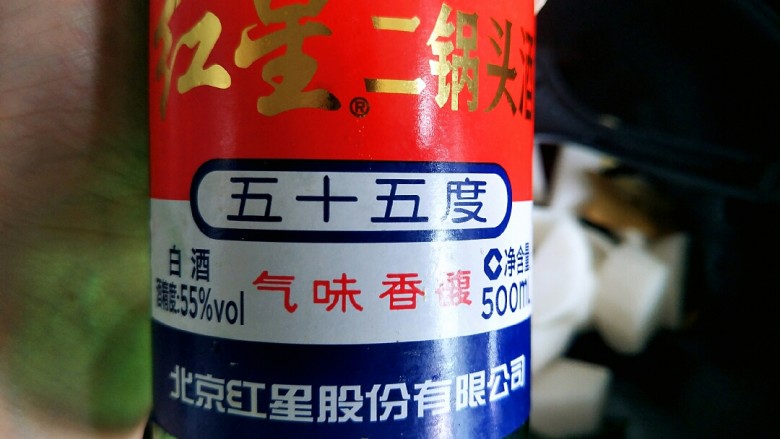 红星®二锅头酒
五十五度
白酒
酒精度:55%vol
气味香馥
净含量
500mL
北京红星股份有限公司